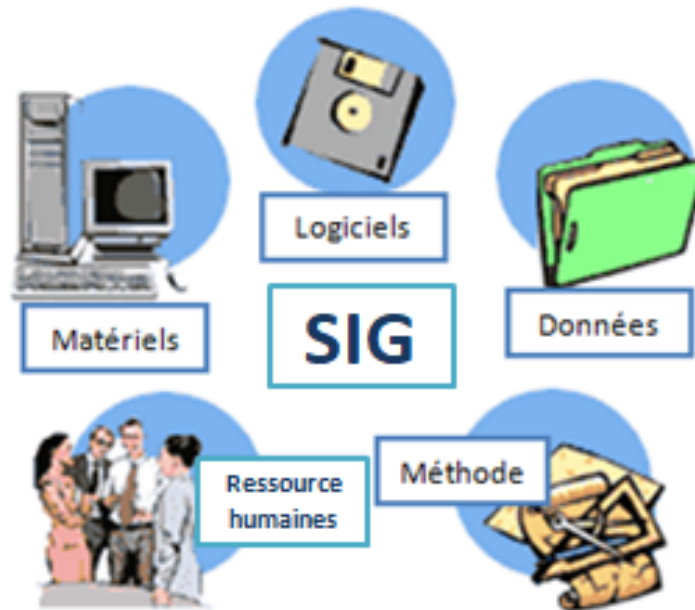 Logiciels
Matériels
SIG
Données
Ressource
humaines
Méthode